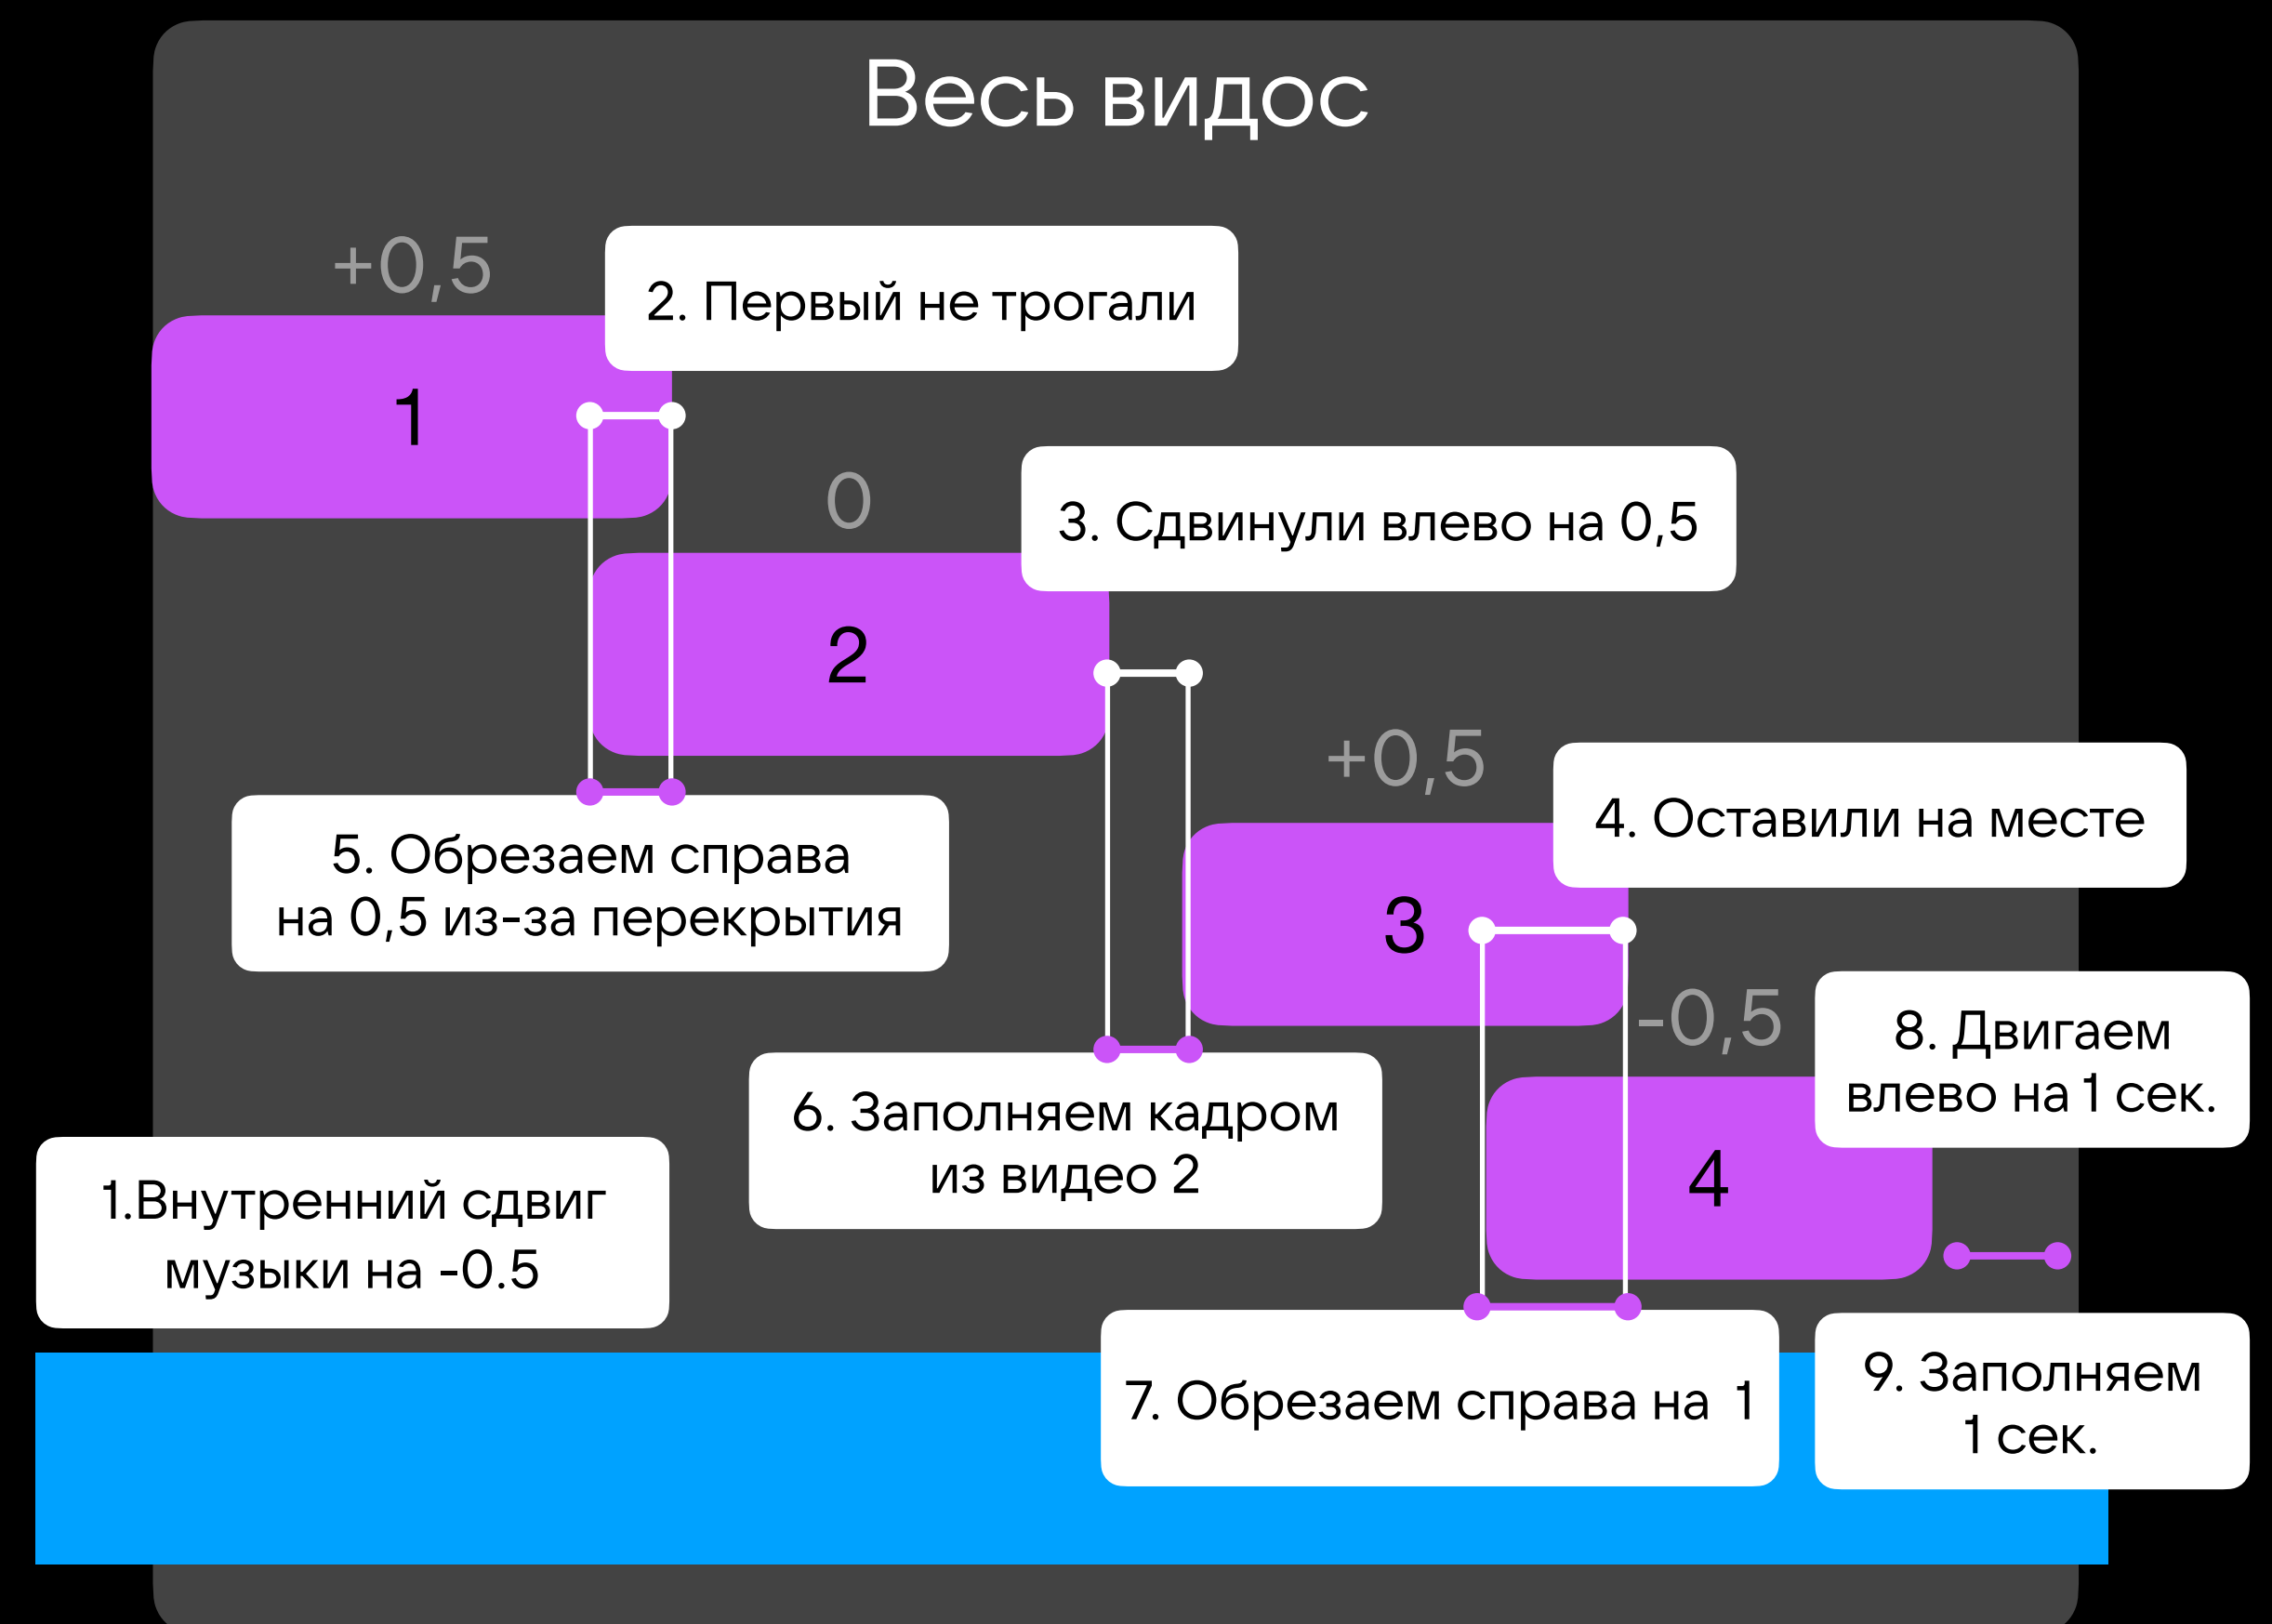 Весь видос
+0,5
2. Первый не трогали
1
0
3. Сдвинули влево на 0,5
2
+0,5
4. Оставили на месте
5. Обрезаем справа
на 0,5 из-за перекрытия
3
-0,5
8. Двигаем
влево на 1 сек.
6. Заполняем кадром
из видео 2
4
1.Внутренний сдвиг
музыки на -0.5
7. Обрезаем справа на  1
9. Заполняем
1 сек.